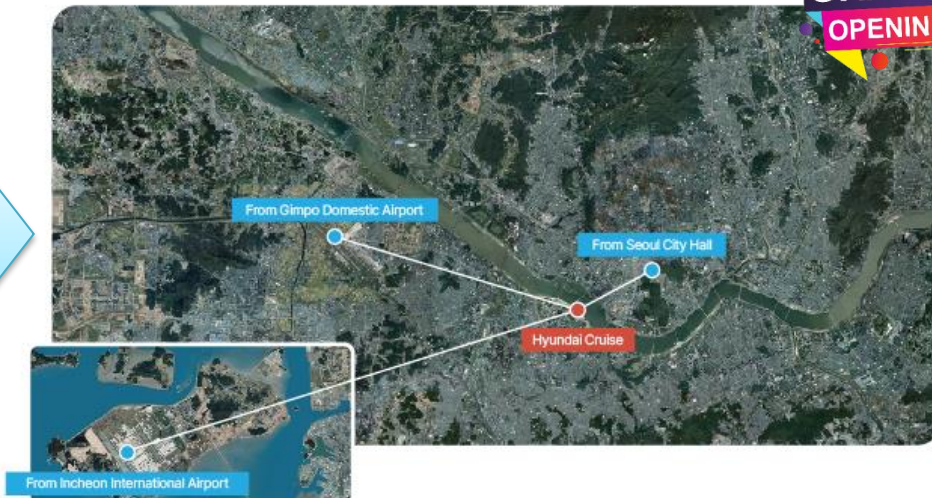 OPENIN
From Gimpo Domestic Airport
From Seoul City Hall
Hyundai Cruise
From Incheon International Airport